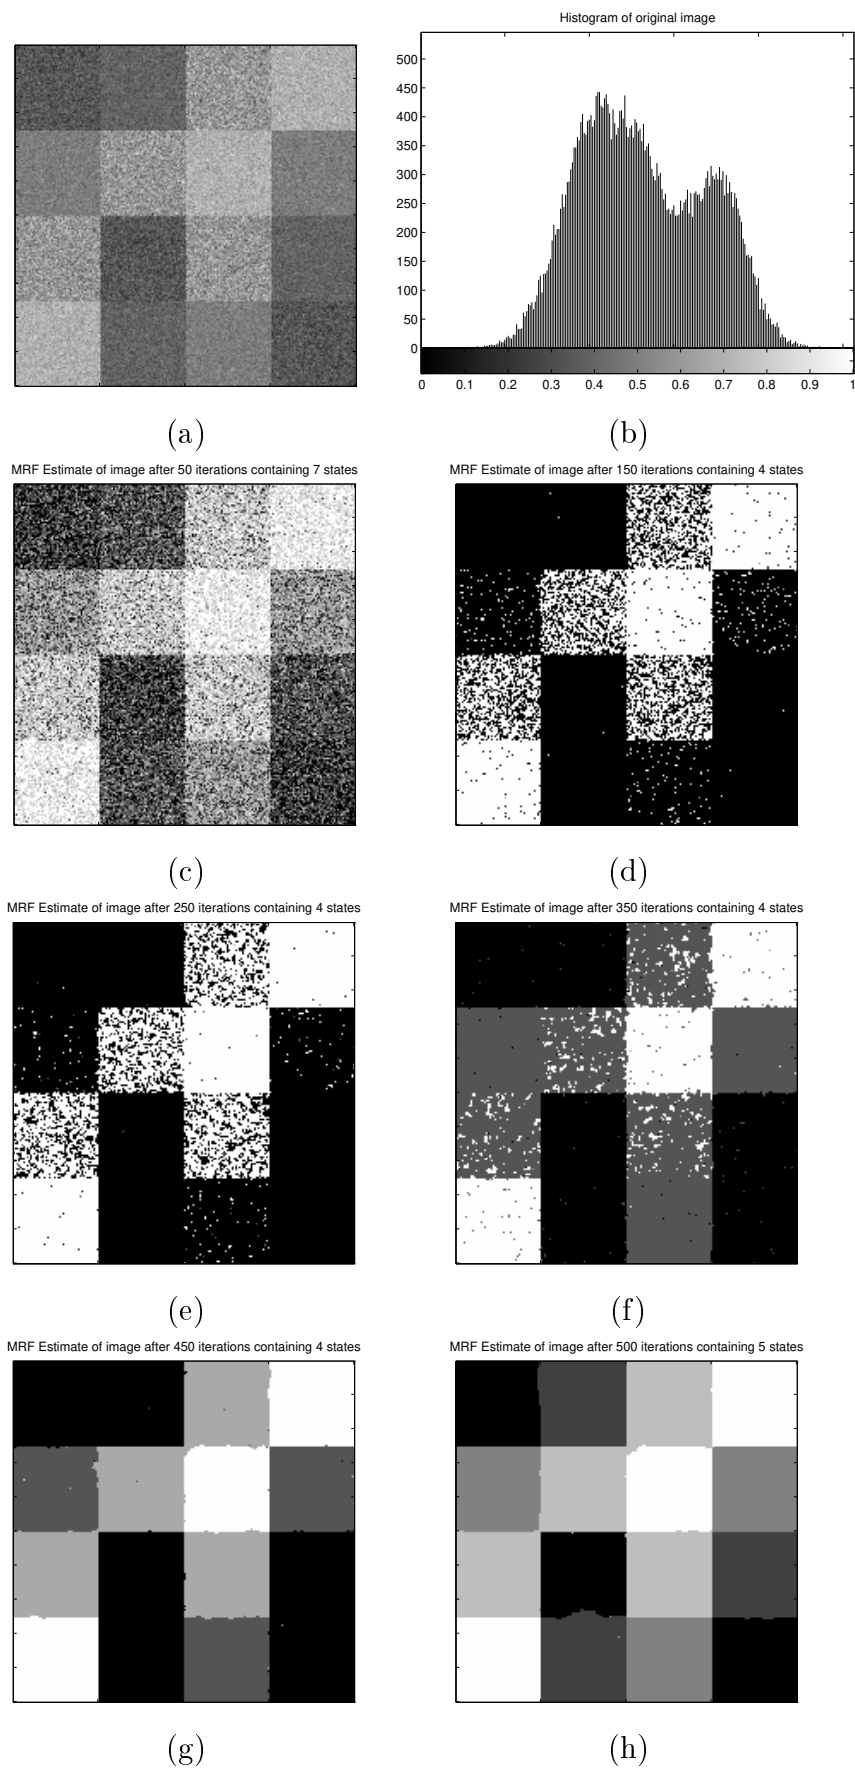 Histogram of original image
500
450
400
350
300
250
200
150
100
50
0
0 0.1 0.2 0.3 0.4 0.5 0.6 0.7 0.8 0.9 1
(a) (b)
MRF Estimate of image after 50 iterations containing 7 states
MRF Estimate of image after 150 iterations containing 4 states
(c) (d)
MRF Estimate of image after 250 iterations containing 4 states
MRF Estimate of image after 350 iterations containing 4 states
(e) (f)
MRF Estimate of image after 450 iterations containing 4 states
MRF Estimate of image after 500 iterations containing 5 states
(g) (h)